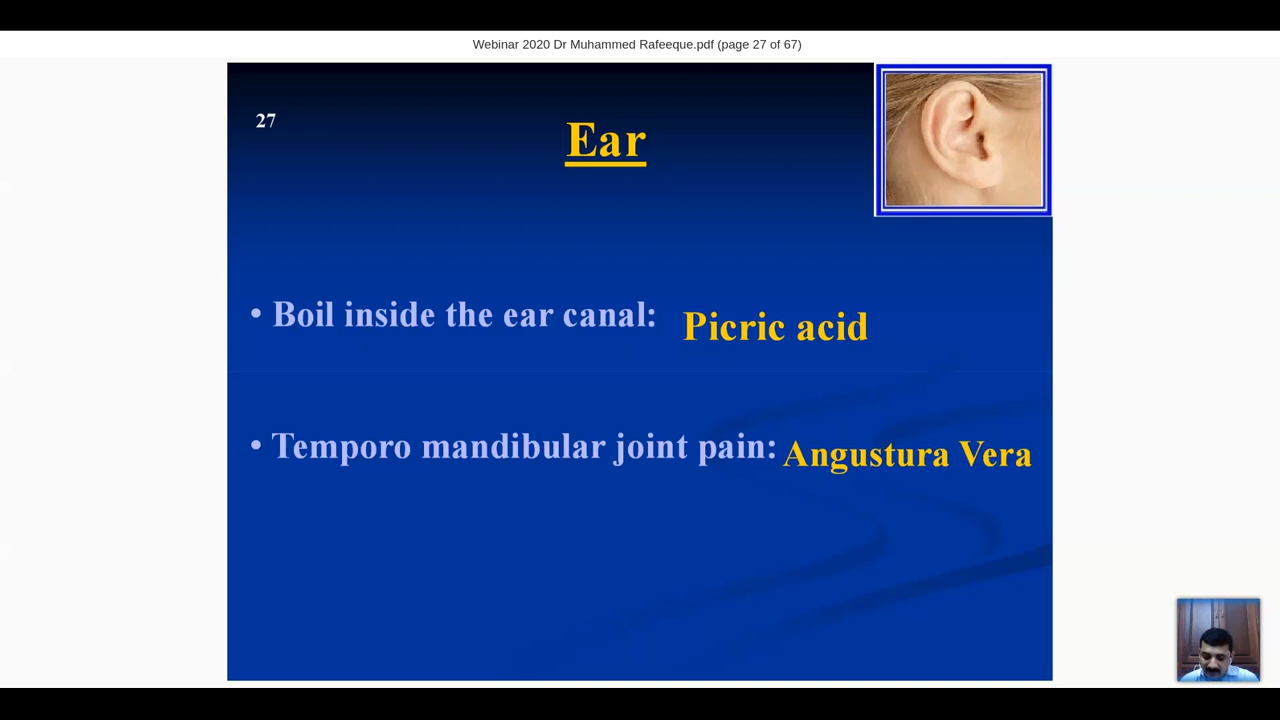 Webinar 2020 Dr Muhammed Rafeeque.pdf (page 27 of 67)
27
Ear
• Boil inside the ear canal: Picric acid
• Temporo mandibular joint pain: Angustura Vera